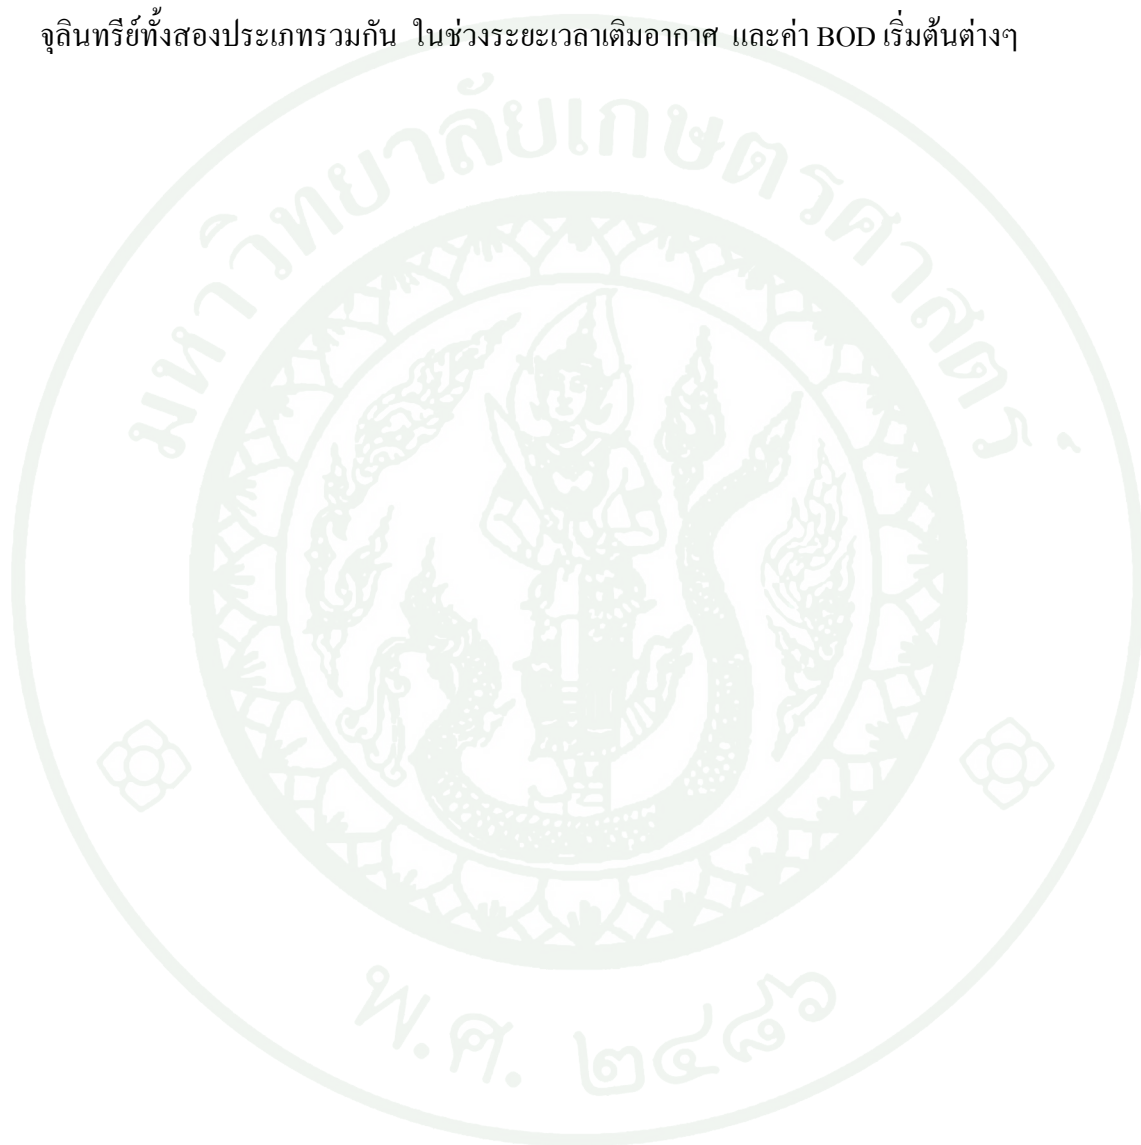 จุลินทรีย์ทั้งสองประเภทรวมกัน ในช่วงระยะเวลาเติมอากาศ และค่า BOD เริ่มต้นต่างๆ
มหาวิทยาลัยเกษตรศาสตร์
พ.ศ. ๒๔๘๖